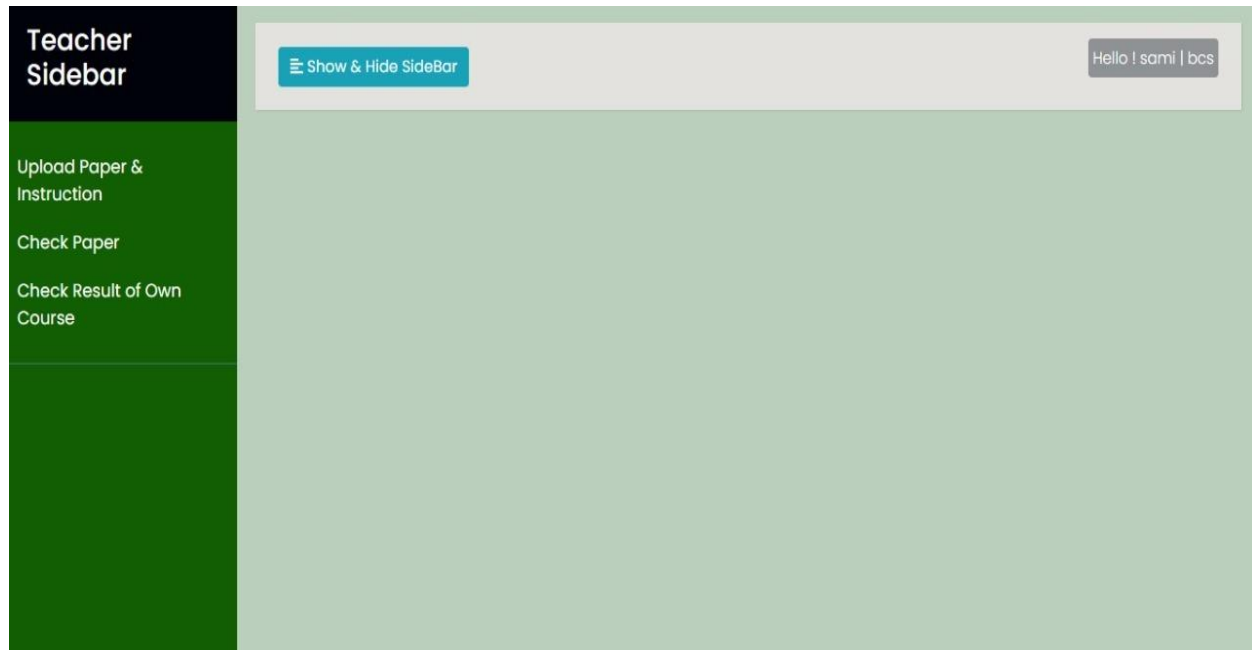 Teacher
Sidebar
Show & Hide SideBar
Hello ! sami | bcs
Upload Paper &
Instruction
Check Paper
Check Result of Own
Course